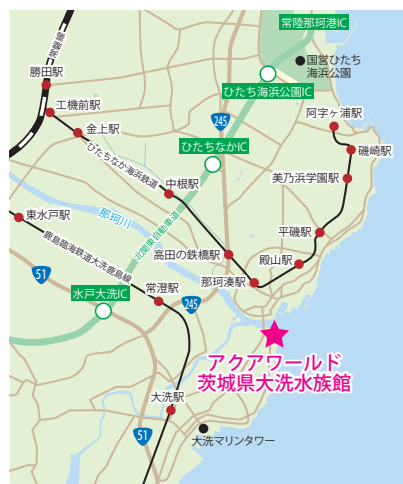 常陸那珂港IC
常磐線
勝田駅
国営ひたち
海浜公園
ひたち海浜公園IC
工機前駅
阿字ヶ浦駅
245
金上駅
ひたちなかIC
磯崎駅
ひたちなか海浜鉄道
美乃浜学園駅
中根駅
東水戸駅
那珂川
北関東自動車道
平磯駅
鹿島臨海鉄道大洗鹿島線
高田の鉄橋駅
殿山駅
51
那珂湊駅
水戸大洗IC
常澄駅
245
アクアワールド
茨城県大洗水族館
大洗駅
51
大洗マリンタワー